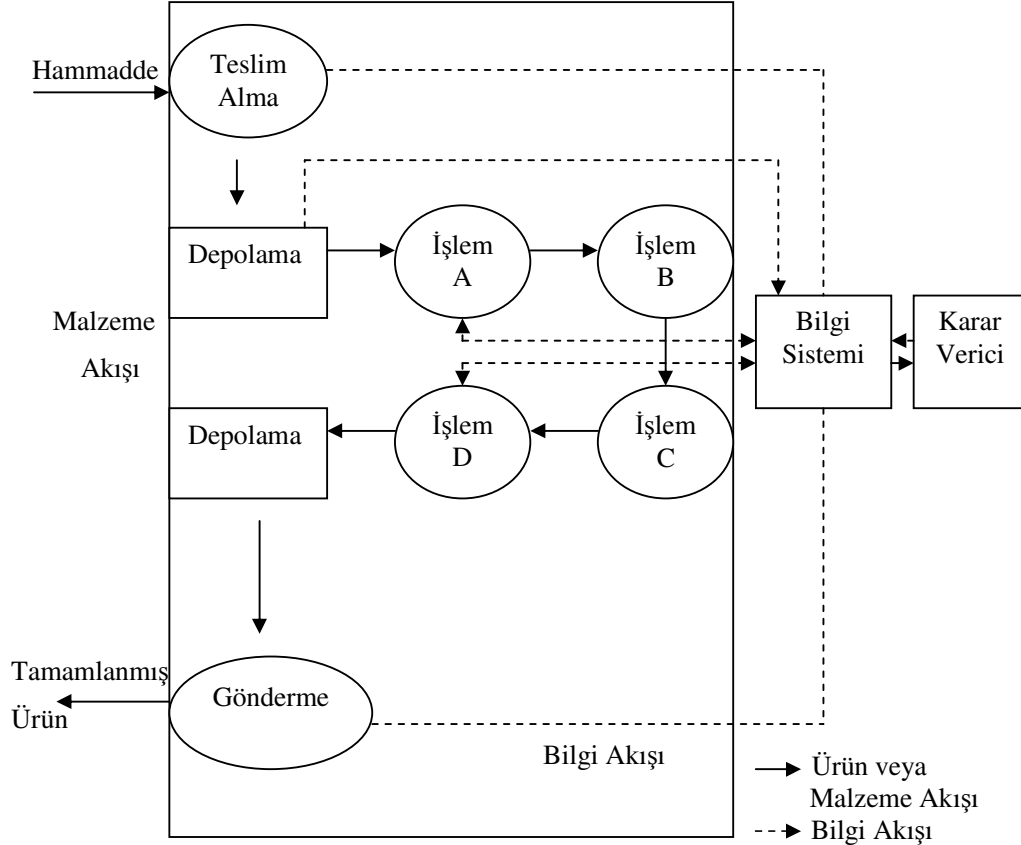 Hammadde
Teslim
Alma
Depolama
İşlem
A
İşlem
B
Malzeme
Akışı
Bilgi
Sistemi
Karar
Verici
Depolama
İşlem
D
İşlem
C
Tamamlanmış
Ürün
Gönderme
Bilgi Akışı
Ürün veya
Malzeme Akışı
Bilgi Akışı